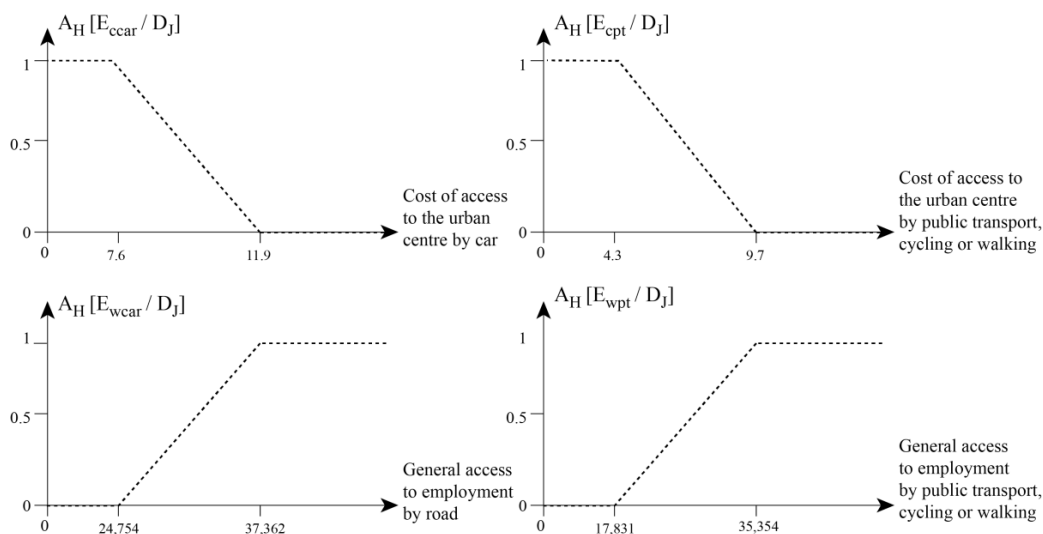 A_H [E_ccar / D_J]
1
0.5
0
0
7.6
11.9
Cost of access
to the urban
centre by car
A_H [E_cpt / D_J]
1
0.5
0
0
4.3
9.7
Cost of access to
the urban centre
by public transport,
cycling or walking
A_H [E_wcar / D_J]
1
0.5
0
0
24,754
37,362
General access
to employment
by road
A_H [E_wpt / D_J]
1
0.5
0
0
17,831
35,354
General access
to employment
by public transport,
cycling or walking